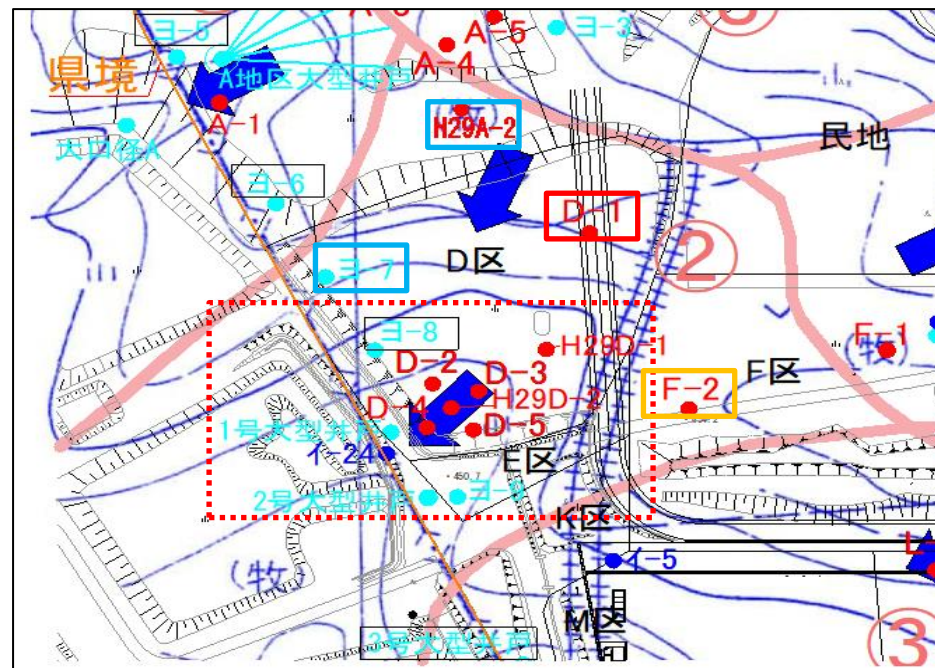 A-5
ヨ-3
ヨ-5
A-4
県境
A地区大型井戸
A-1
H29A-2
大口径A
民地
ヨ-6
D-1
②
D区
ヨ-7
ヨ-8
H29D-1
F-1
(牧)
D-2
D-3
F区
F-2
D-4
H29D-2
D-5
1号大型井戸
イ-24
E区
450.7
2号大型井戸
ヨ-9
K区
イ-5
(牧)
M区
③
3号大型井戸